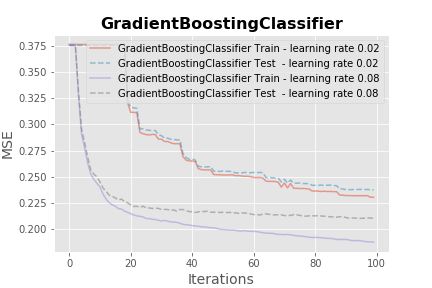 GradientBoostingClassifier
GradientBoostingClassifier Train - learning rate 0.02
GradientBoostingClassifier Test - learning rate 0.02
GradientBoostingClassifier Train - learning rate 0.08
GradientBoostingClassifier Test - learning rate 0.08
MSE
0.375
0.350
0.325
0.300
0.275
0.250
0.225
0.200
0 20 40 60 80 100
Iterations